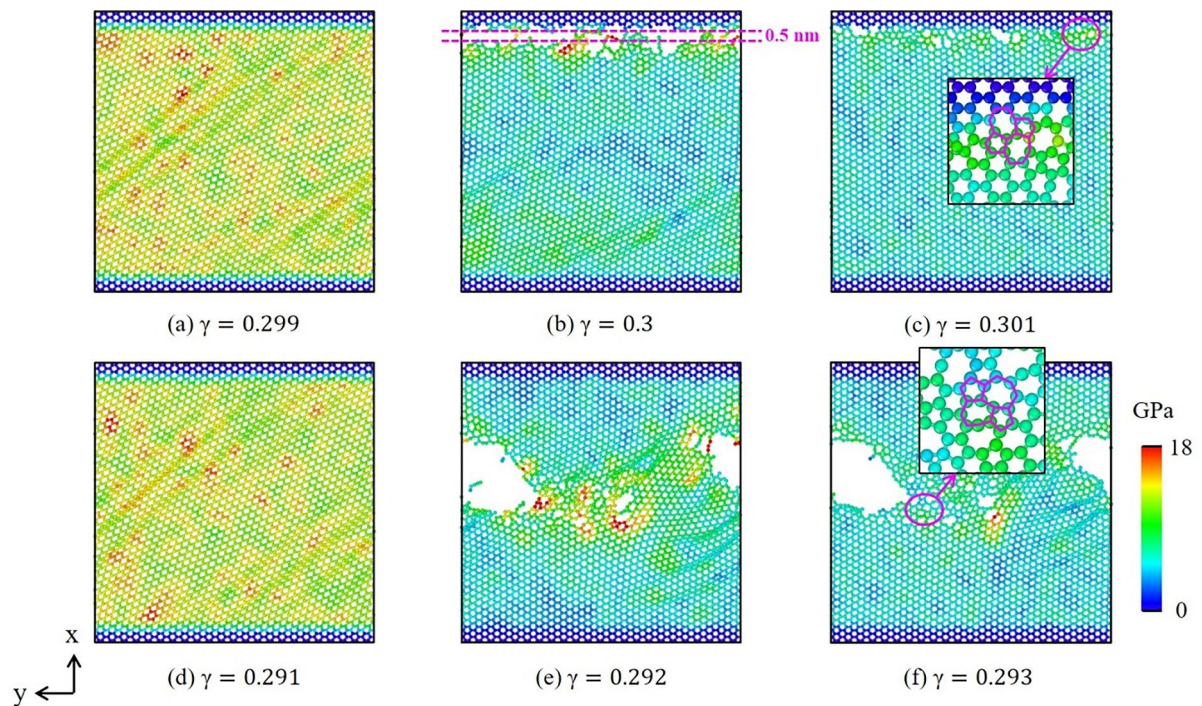 0.5 nm
(a) γ = 0.299
(b) γ = 0.3
(c) γ = 0.301
GPa
18
0
x
y
(d) γ = 0.291
(e) γ = 0.292
(f) γ = 0.293